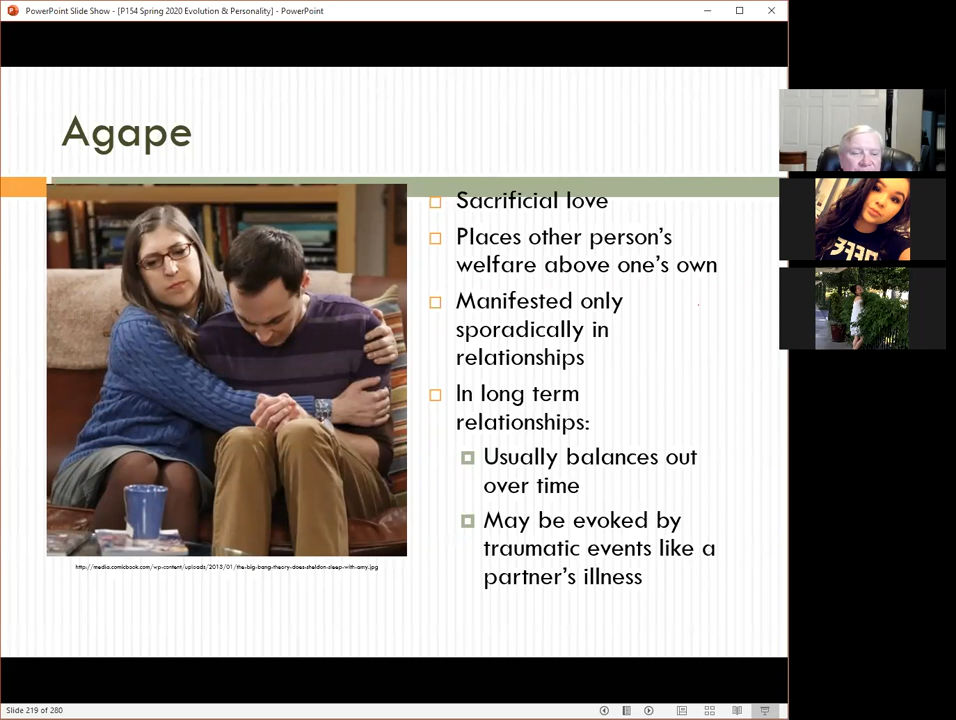 PowerPoint Slide Show - [P154 Spring 2020 Evolution & Personality] - PowerPoint
Agape
Sacrificial love
Places other person's
welfare above one's own
Manifested only
sporadically in
relationships
In long term
relationships:
Usually balances out
over time
May be evoked by
traumatic events like a
partner's illness
http://media.comicbook.com/wp-content/uploads/2013/01/the-big-bang-theory-does-sheldon-sleep-with-amy.jpg
Slide 219 of 280